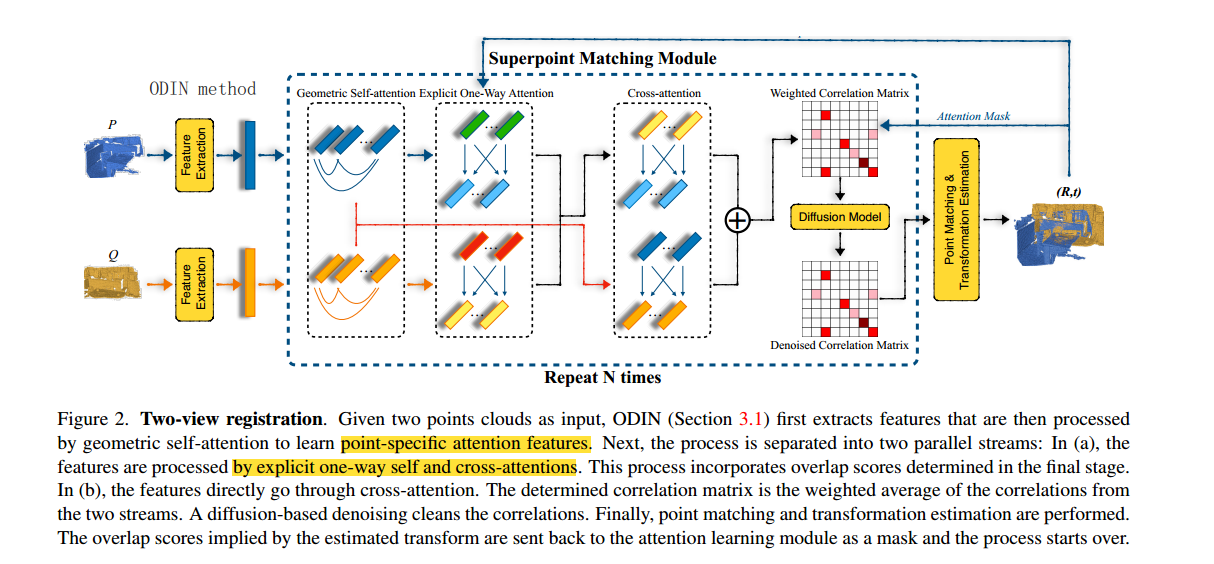 Superpoint Matching Module
ODIN method
Geometric Self-attention Explicit One-Way Attention
Cross-attention
Weighted Correlation Matrix
P
Feature
Extraction
Attention Mask
Diffusion Model
Point Matching &
Transformation Estimation
(R,t)
Q
Feature
Extraction
Denoised Correlation Matrix
Repeat N times
Figure 2. Two-view registration. Given two points clouds as input, ODIN (Section 3.1) first extracts features that are then processed
by geometric self-attention to learn point-specific attention features. Next, the process is separated into two parallel streams: In (a), the
features are processed by explicit one-way self and cross-attentions. This process incorporates overlap scores determined in the final stage.
In (b), the features directly go through cross-attention. The determined correlation matrix is the weighted average of the correlations from
the two streams. A diffusion-based denoising cleans the correlations. Finally, point matching and transformation estimation are performed.
The overlap scores implied by the estimated transform are sent back to the attention learning module as a mask and the process starts over.